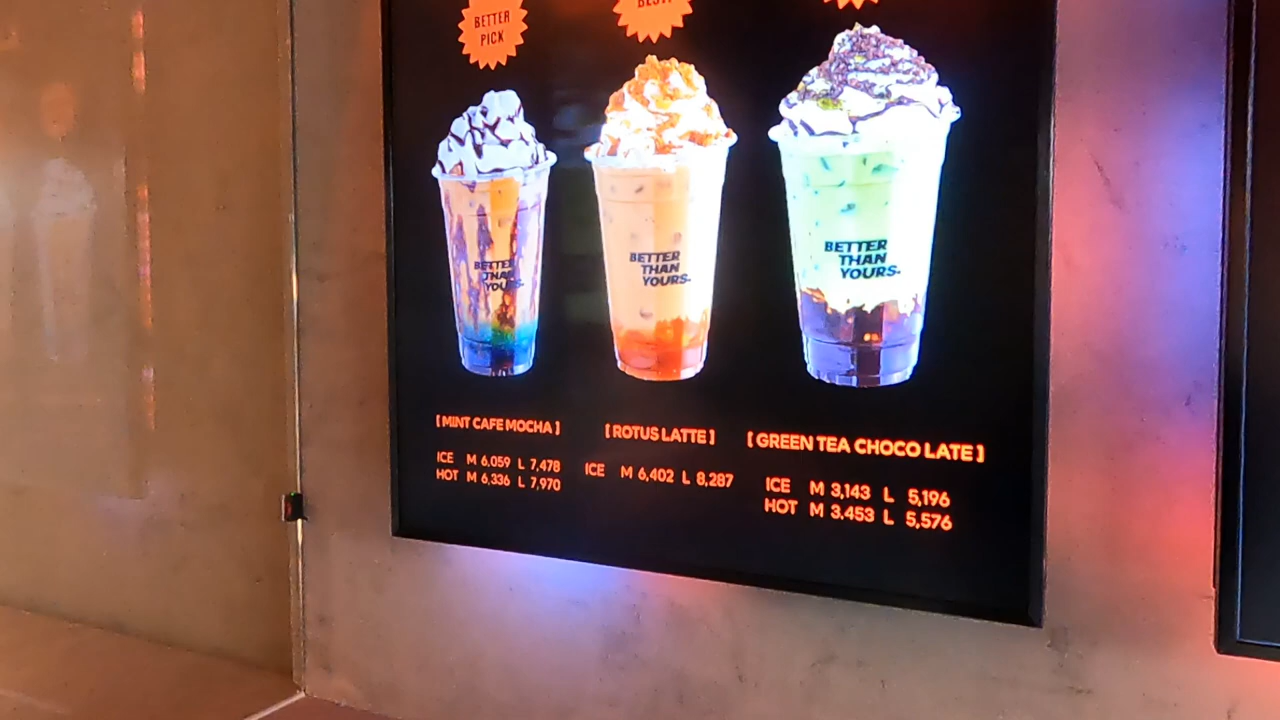 BETTER
PICK
BEST!
BETTER
THAN
YOURS.
BETTER
THAN
YOURS.
BETTER
THAN
YOURS.
[ MINT CAFE MOCHA ]
ICE M 6,059 L 7,478
HOT M 6,336 L 7,970
[ ROTUS LATTE ]
ICE M 6,402 L 8,287
[ GREEN TEA CHOCO LATE ]
ICE M 3,143 L 5,196
HOT M 3,453 L 5,576